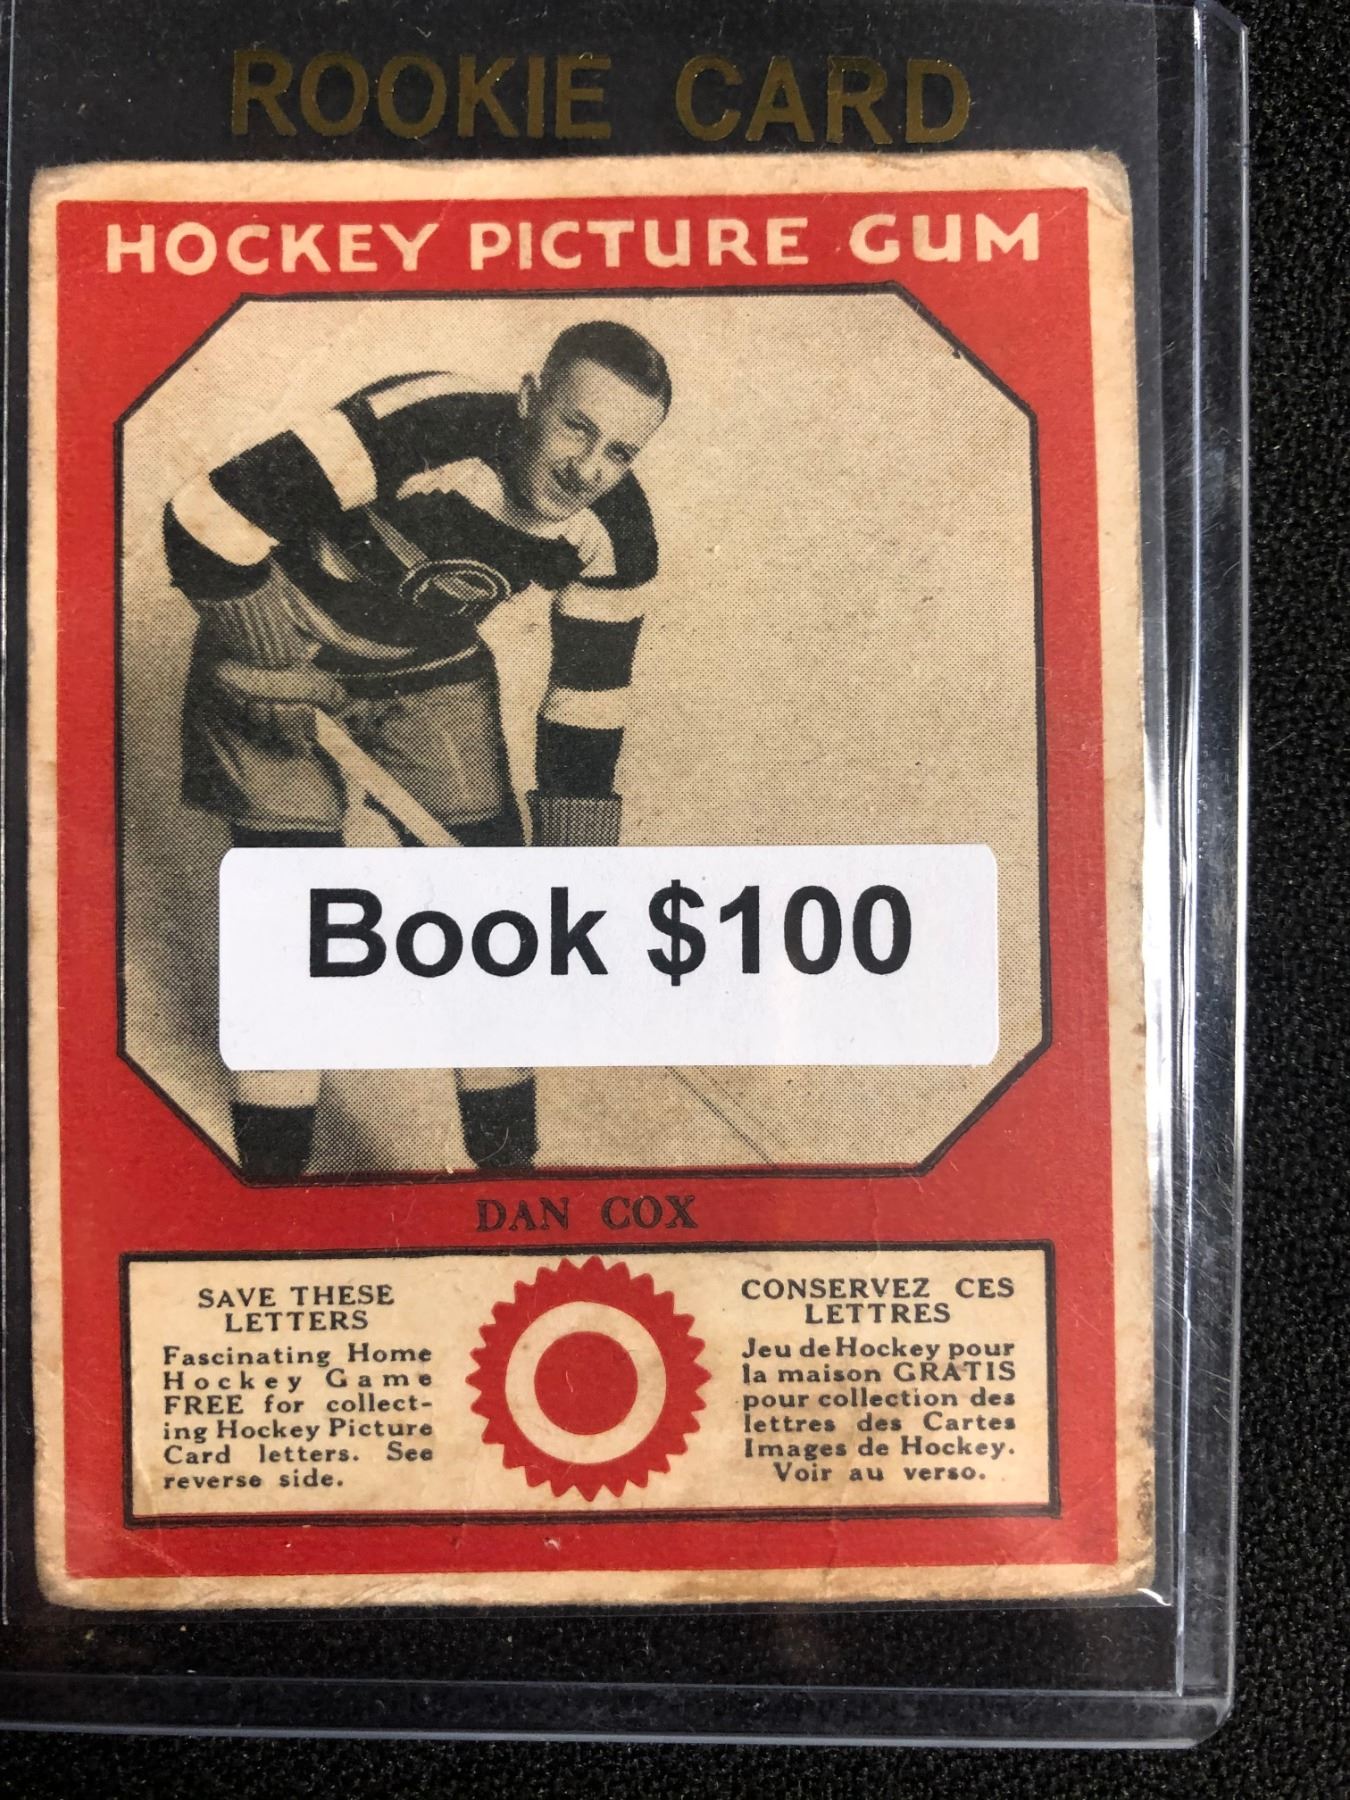 ROOKIE CARD
HOCKEY PICTURE GUM
Book $100
DAN COX
SAVE THESE
LETTERS
Fascinating Home
Hockey Game
FREE for collect-
ing Hockey Picture
Card letters. See
reverse side.
O
CONSERVEZ CES
LETTRES
Jeu de Hockey pour
la maison GRATIS
pour collection des
lettres des Cartes
Images de Hockey.
Voir au verso.